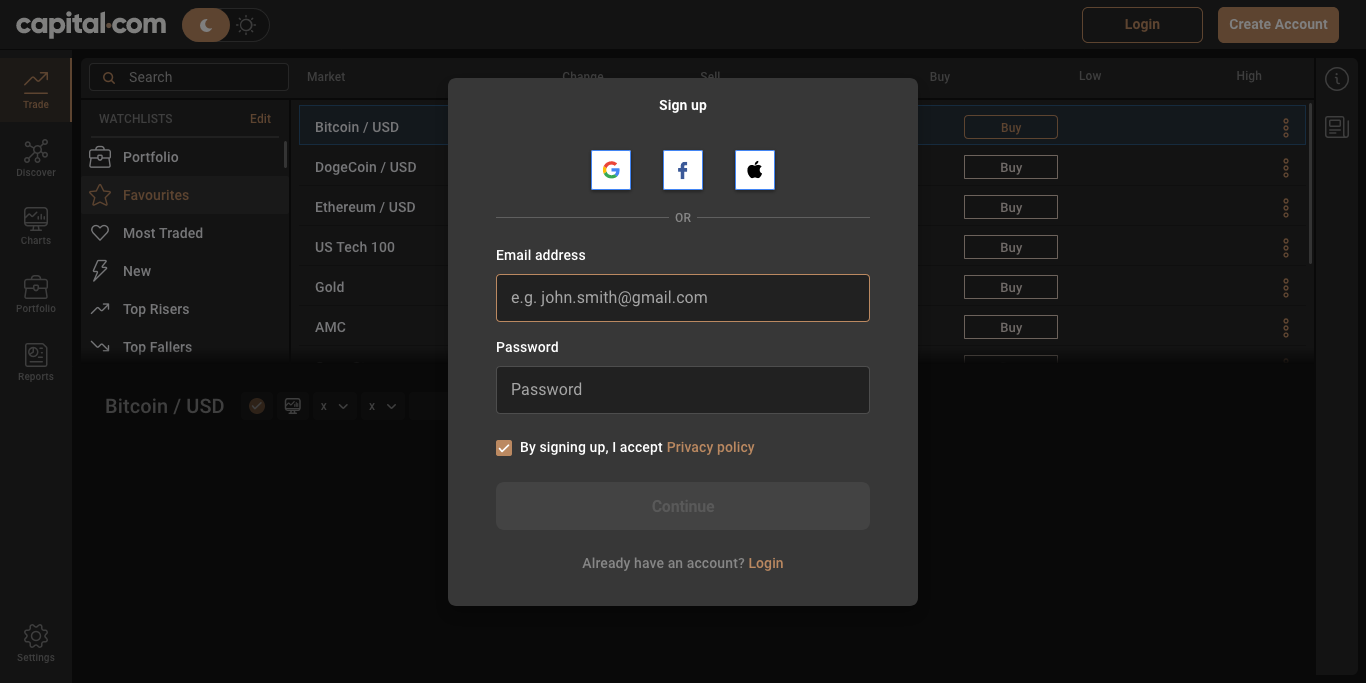 capital.com
Login
Create Account
Trade
Discover
Charts
Portfolio
Reports
Settings
Search
WATCHLISTS Edit
Portfolio
Favourites
Most Traded
New
Top Risers
Top Fallers
Market Change Sell Buy Low High
Bitcoin / USD Buy
DogeCoin / USD Buy
Ethereum / USD Buy
US Tech 100 Buy
Gold Buy
AMC Buy
Bitcoin / USD x x
Sign up
OR
Email address
e.g. john.smith@gmail.com
Password
Password
By signing up, I accept Privacy policy
Continue
Already have an account? Login